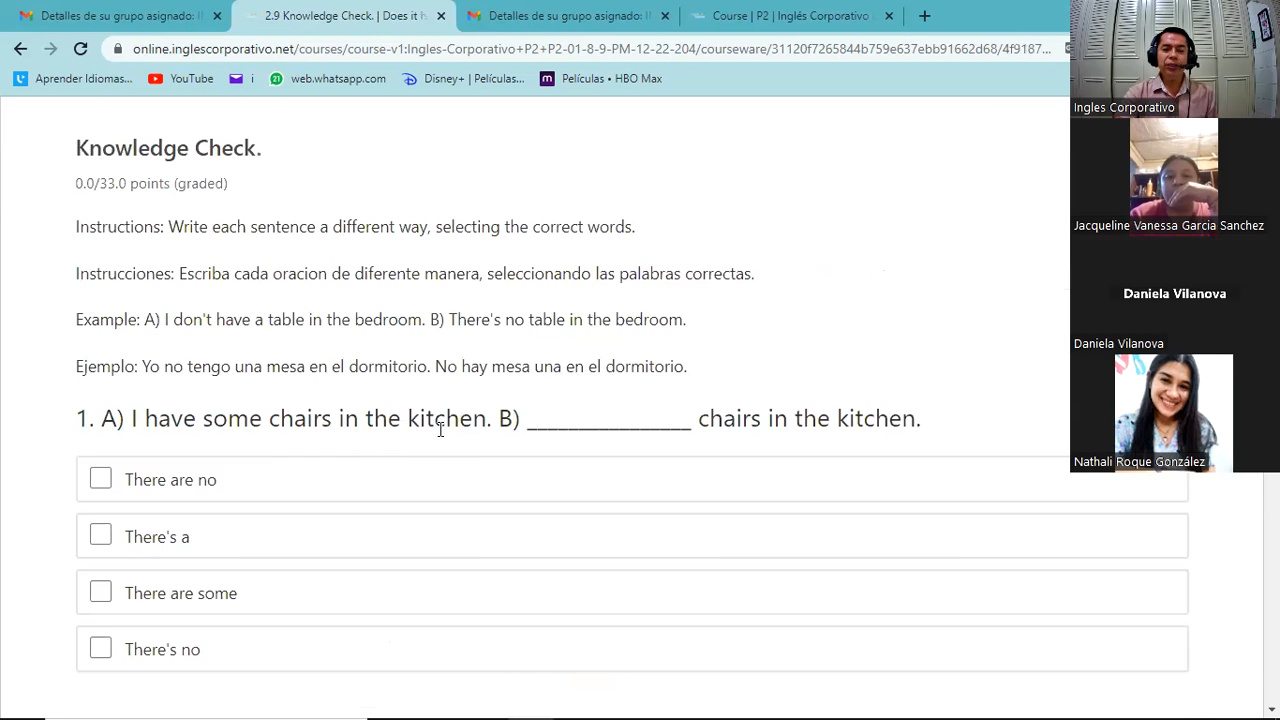 Detalles de su grupo asignado: I
2.9 Knowledge Check. | Does it h
Detalles de su grupo asignado: I
Course | P2 | Inglés Corporativo
online.inglescorporativo.net/courses/course-v1:Ingles-Corporativo+P2+P2-01-8-9-PM-12-22-204/courseware/31120f7265844b759ed67ebb91662d68/4f9187...
Aprender Idiomas...
YouTube
i
web.whatsapp.com
Disney+ | Películas...
Películas • HBO Max
Knowledge Check.
0.0/33.0 points (graded)
Instructions: Write each sentence a different way, selecting the correct words.
Instrucciones: Escriba cada oracion de diferente manera, seleccionando las palabras correctas.
Example: A) I don't have a table in the bedroom. B) There's no table in the bedroom.
Ejemplo: Yo no tengo una mesa en el dormitorio. No hay mesa una en el dormitorio.
1. A) I have some chairs in the kitchen. B) ________________ chairs in the kitchen.
There are no
There's a
There are some
There's no
Ingles Corporativo
Jacqueline Vanessa Garcia Sanchez
Daniela Vilanova
Daniela Vilanova
Nathali Roque González